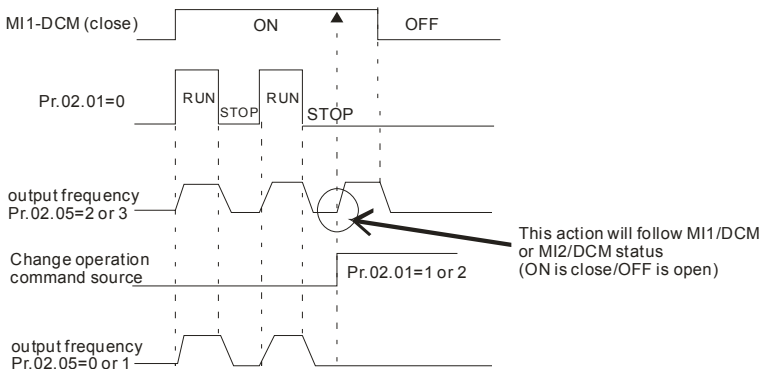 MI1-DCM (close)
ON
OFF
Pr.02.01=0
RUN
STOP
RUN
STOP
output frequency
Pr.02.05=2 or 3
This action will follow MI1/DCM
or MI2/DCM status
(ON is close/OFF is open)
Change operation
command source
Pr.02.01=1 or 2
output frequency
Pr.02.05=0 or 1